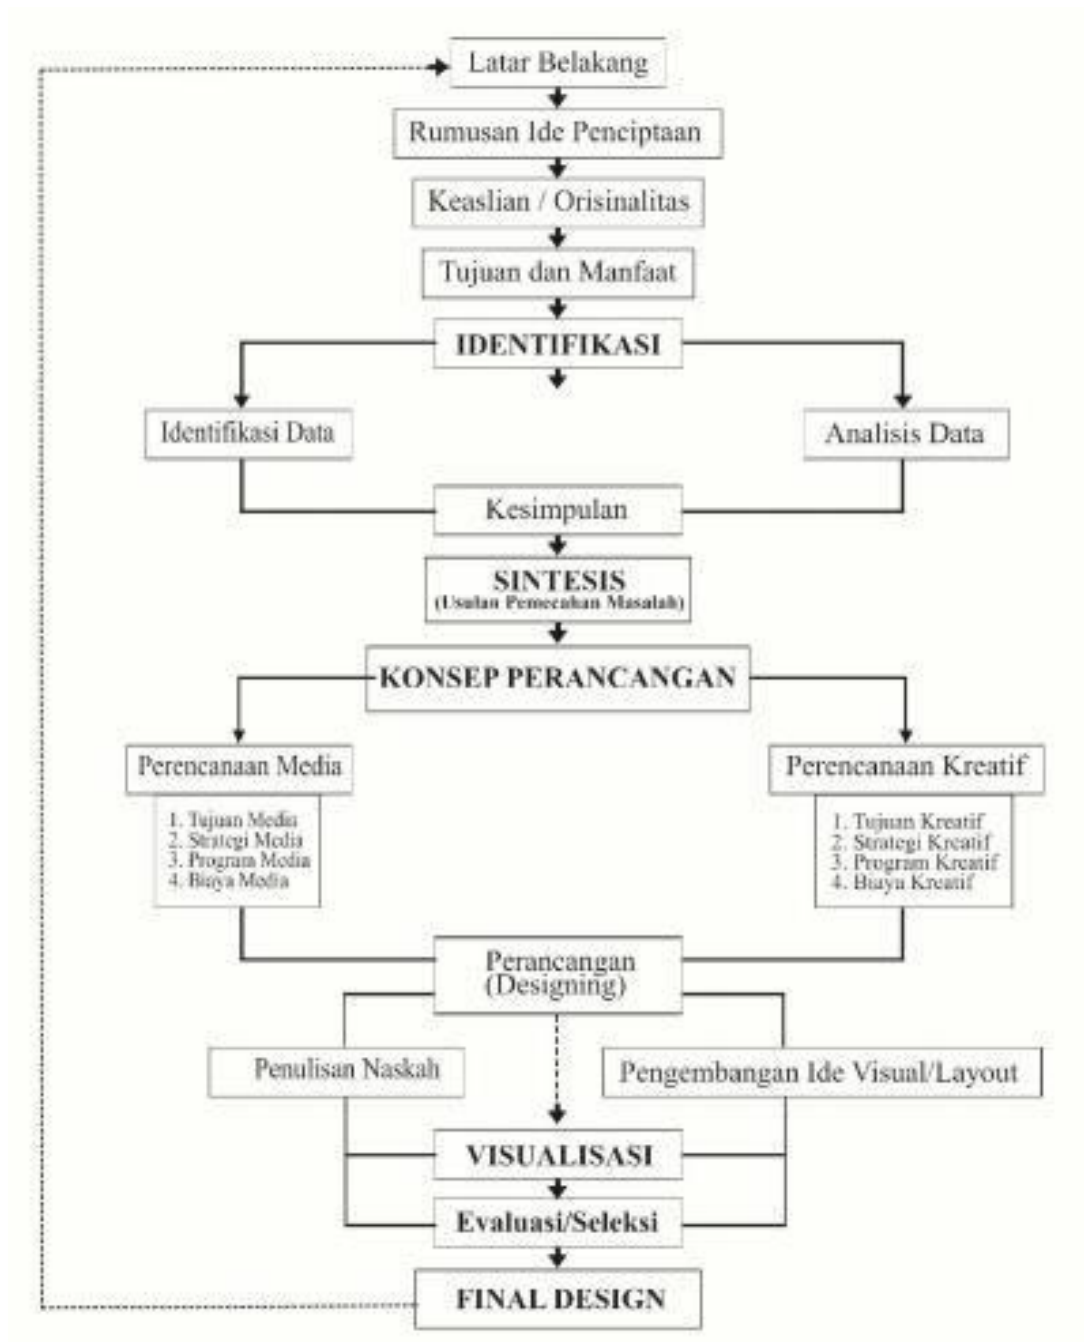 Latar Belakang
Rumusan Ide Penciptaan
Keaslian / Orisinalitas
Tujuan dan Manfaat
IDENTIFIKASI
Identifikasi Data
Analisis Data
Kesimpulan
SINTESIS
(Usulan Pemecahan Masalah)
KONSEP PERANCANGAN
Perencanaan Media
1. Tujuan Media
2. Strategi Media
3. Program Media
4. Biaya Media
Perencanaan Kreatif
1. Tujuan Kreatif
2. Strategi Kreatif
3. Program Kreatif
4. Biaya Kreatif
Perancangan
(Designing)
Penulisan Naskah
Pengembangan Ide Visual/Layout
VISUALISASI
Evaluasi/Seleksi
FINAL DESIGN